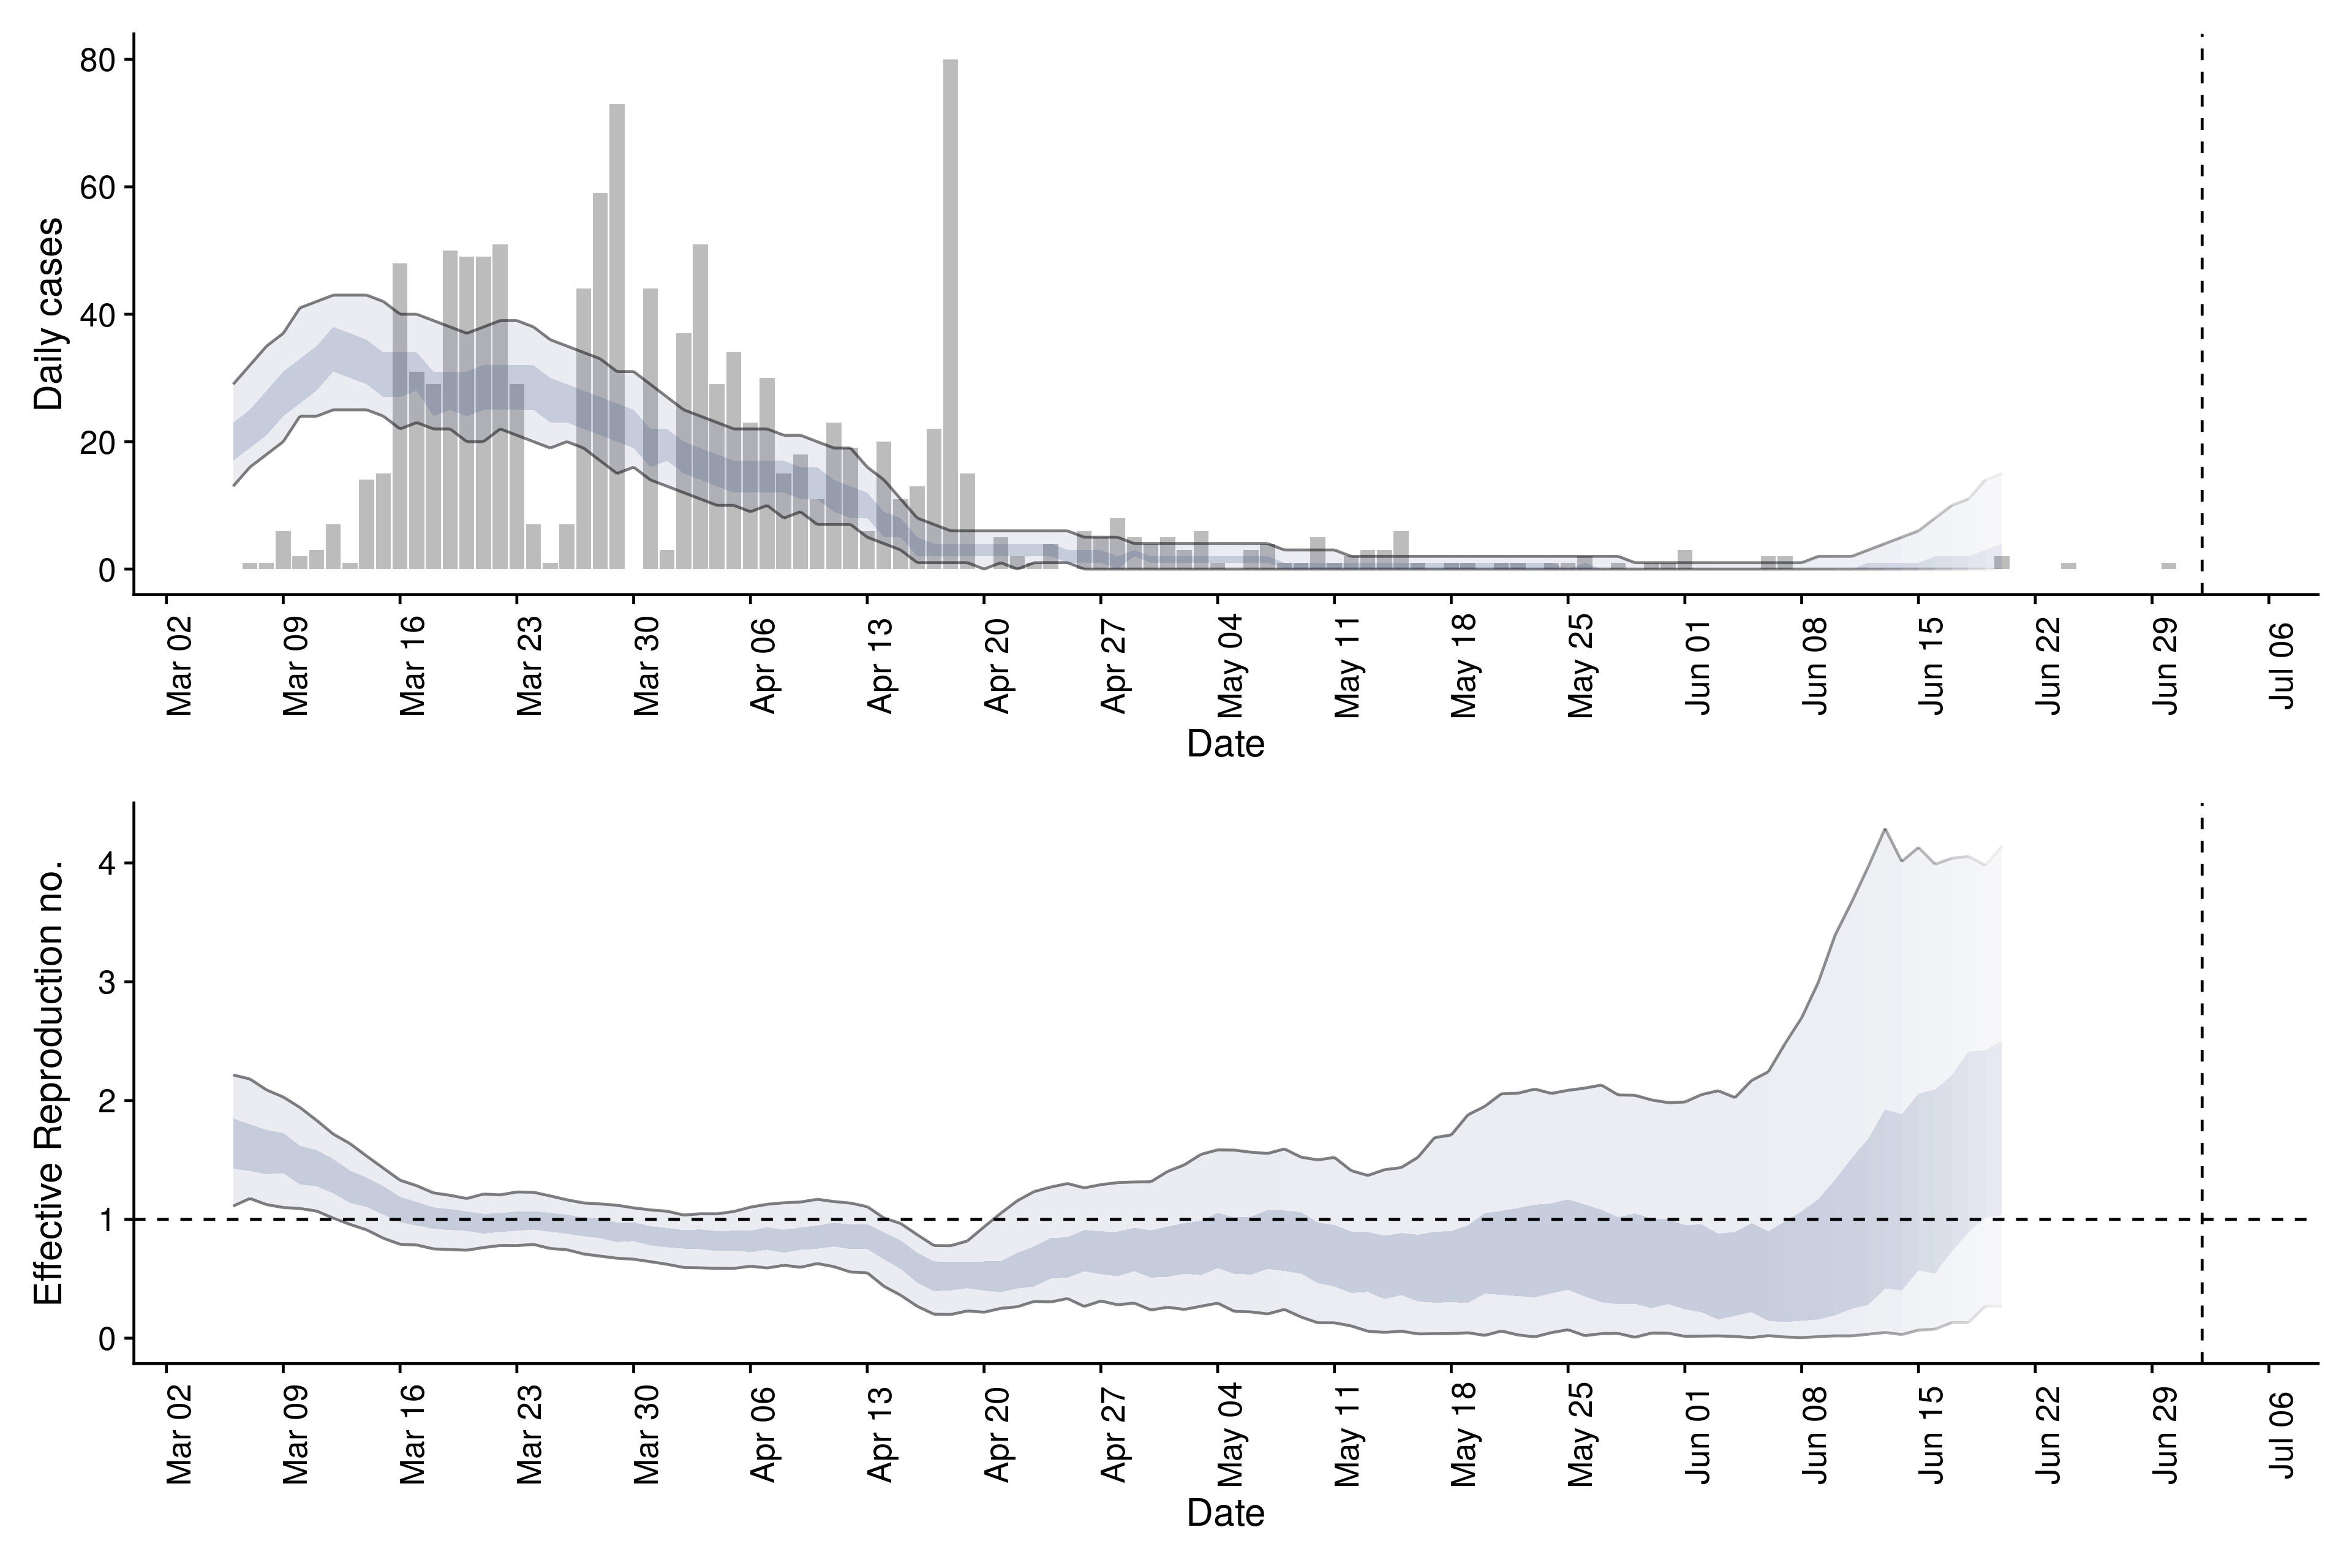 Daily cases
80
60
40
20
0
Mar 02
Mar 09
Mar 16
Mar 23
Mar 30
Apr 06
Apr 13
Apr 20
Apr 27
May 04
May 11
May 18
May 25
Jun 01
Jun 08
Jun 15
Jun 22
Jun 29
Jul 06
Date
Effective Reproduction no.
4
3
2
1
0
Mar 02
Mar 09
Mar 16
Mar 23
Mar 30
Apr 06
Apr 13
Apr 20
Apr 27
May 04
May 11
May 18
May 25
Jun 01
Jun 08
Jun 15
Jun 22
Jun 29
Jul 06
Date